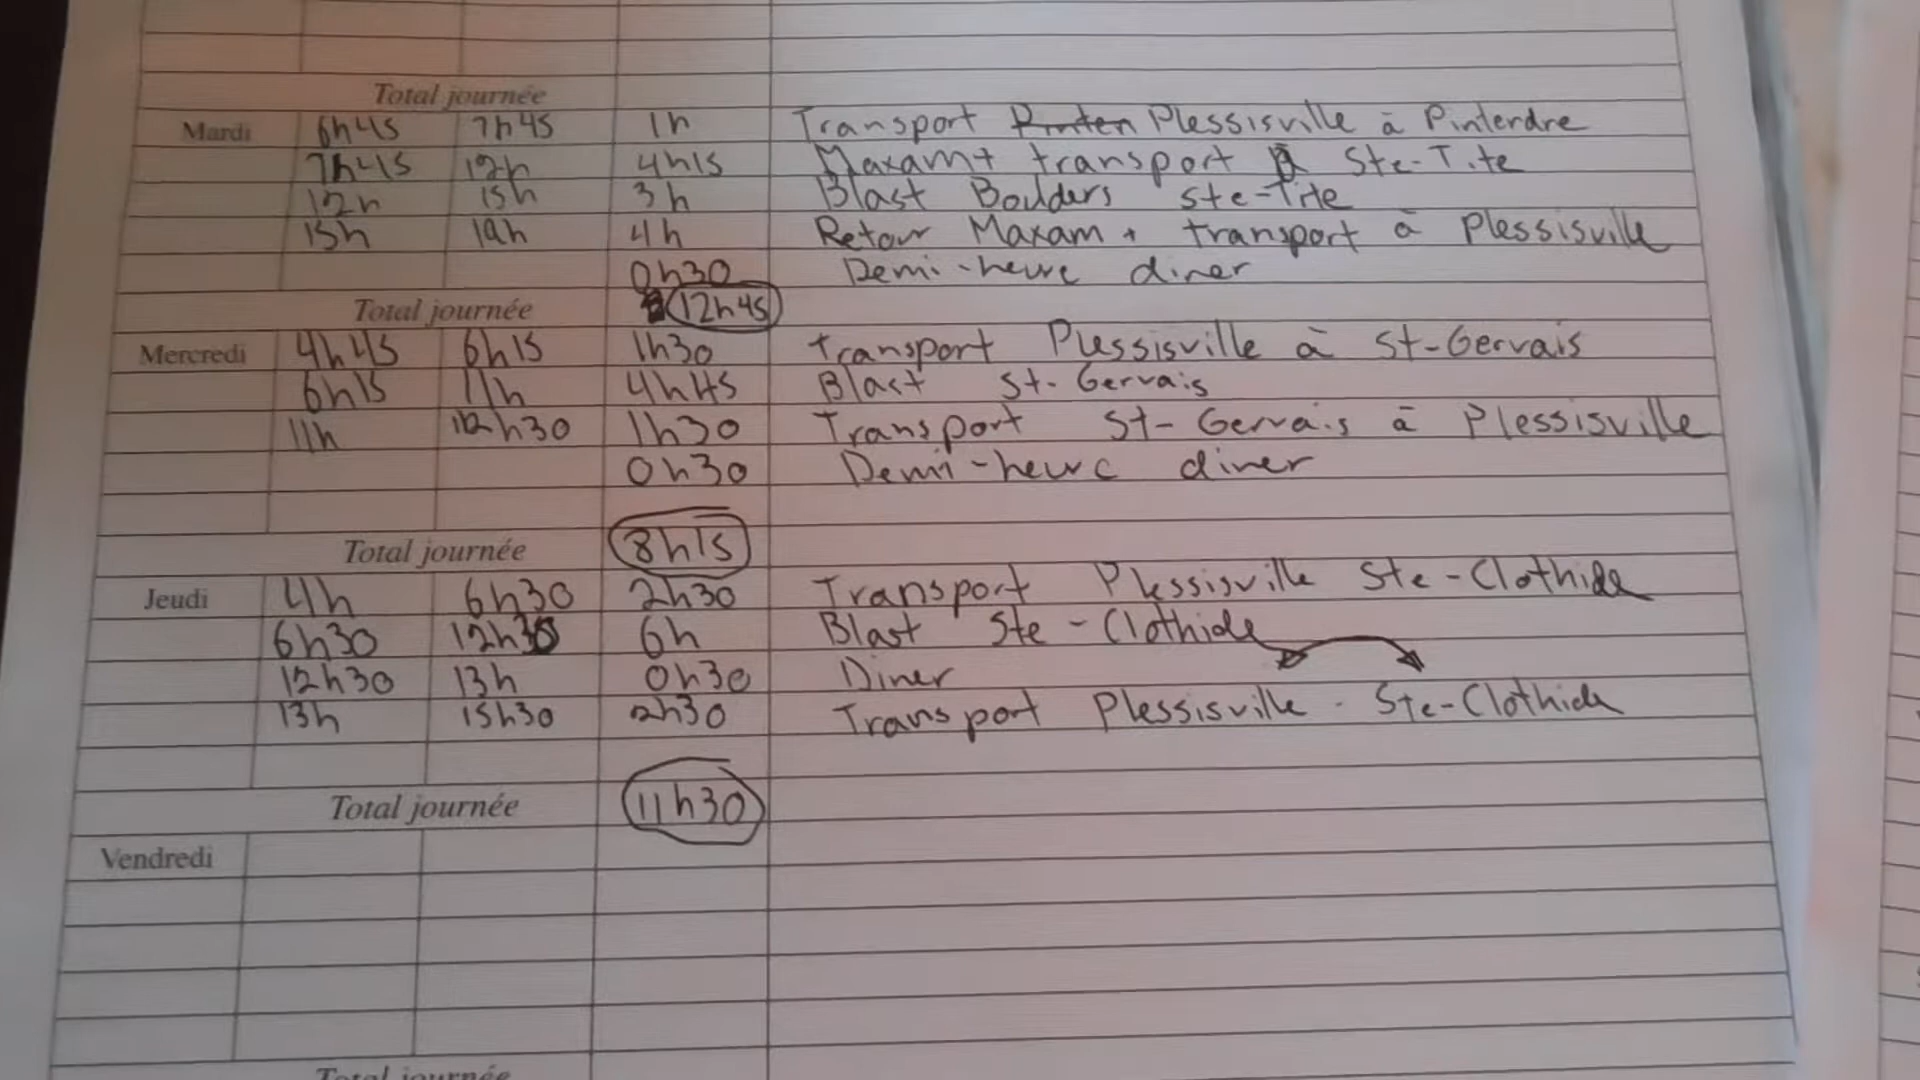 Total journée
Mardi 6h45 7h45 1h Transport Pinten Plessisville à Pinterdre
7h45 12h 4h15 Maxam+ transport à Ste-Tite
12h 15h 3h Blast Boulders Ste-Tite
15h 19h 4h Retour Maxam + transport à Plessisville
0h30 Demi-heure diner
Total journée 12h45
Mercredi 4h45 6h15 1h30 Transport Plessisville à St-Gervais
6h15 11h 4h45 Blast St-Gervais
11h 12h30 1h30 Transport St-Gervais à Plessisville
0h30 Demi-heure diner
Total journée 8h15
Jeudi 4h 6h30 2h30 Transport Plessisville Ste-Clothide
6h30 12h30 6h Blast Ste-Clothide
12h30 13h 0h30 Diner
13h 15h30 2h30 Transport Plessisville - Ste-Clothide
Total journée 11h30
Vendredi
Total journée